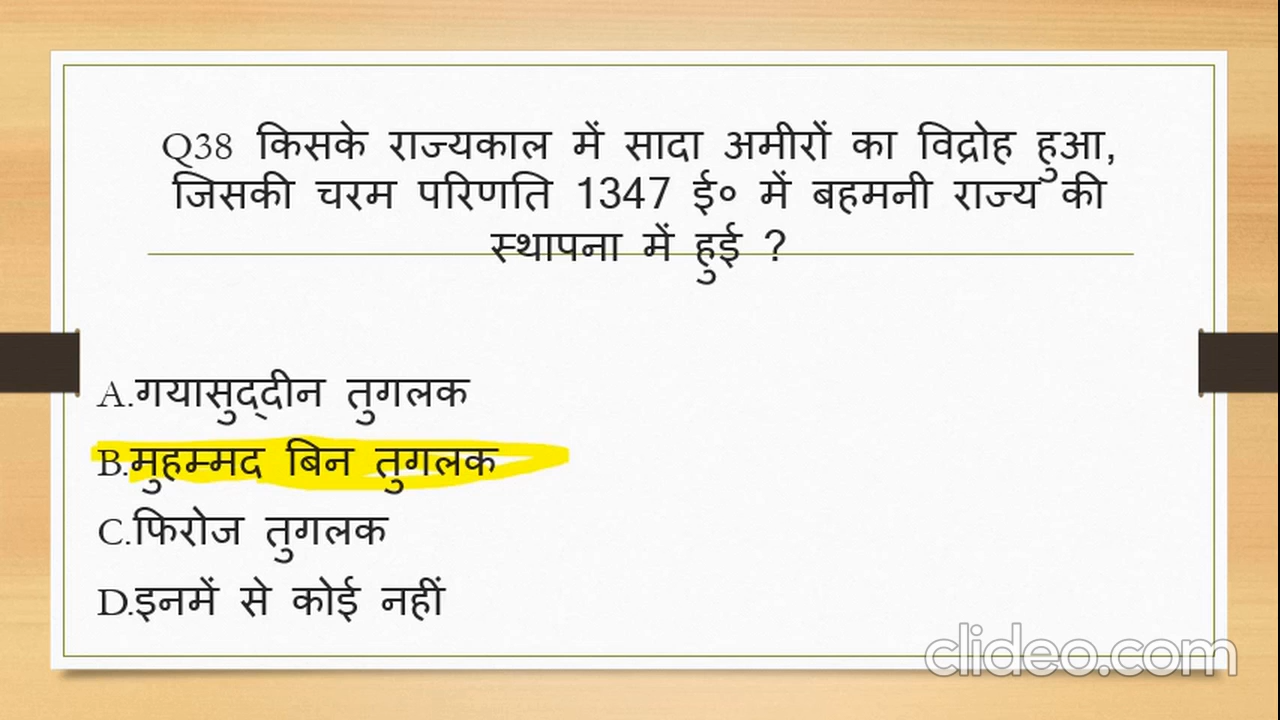 Q38 किसके राज्यकाल में सादा अमीरों का विद्रोह हुआ,
जिसकी चरम परिणति 1347 ई० में बहमनी राज्य की
स्थापना में हुई ?
A.गयासुद्दीन तुगलक
B.मुहम्मद बिन तुगलक
C.फिरोज तुगलक
D.इनमें से कोई नहीं
clideo.com